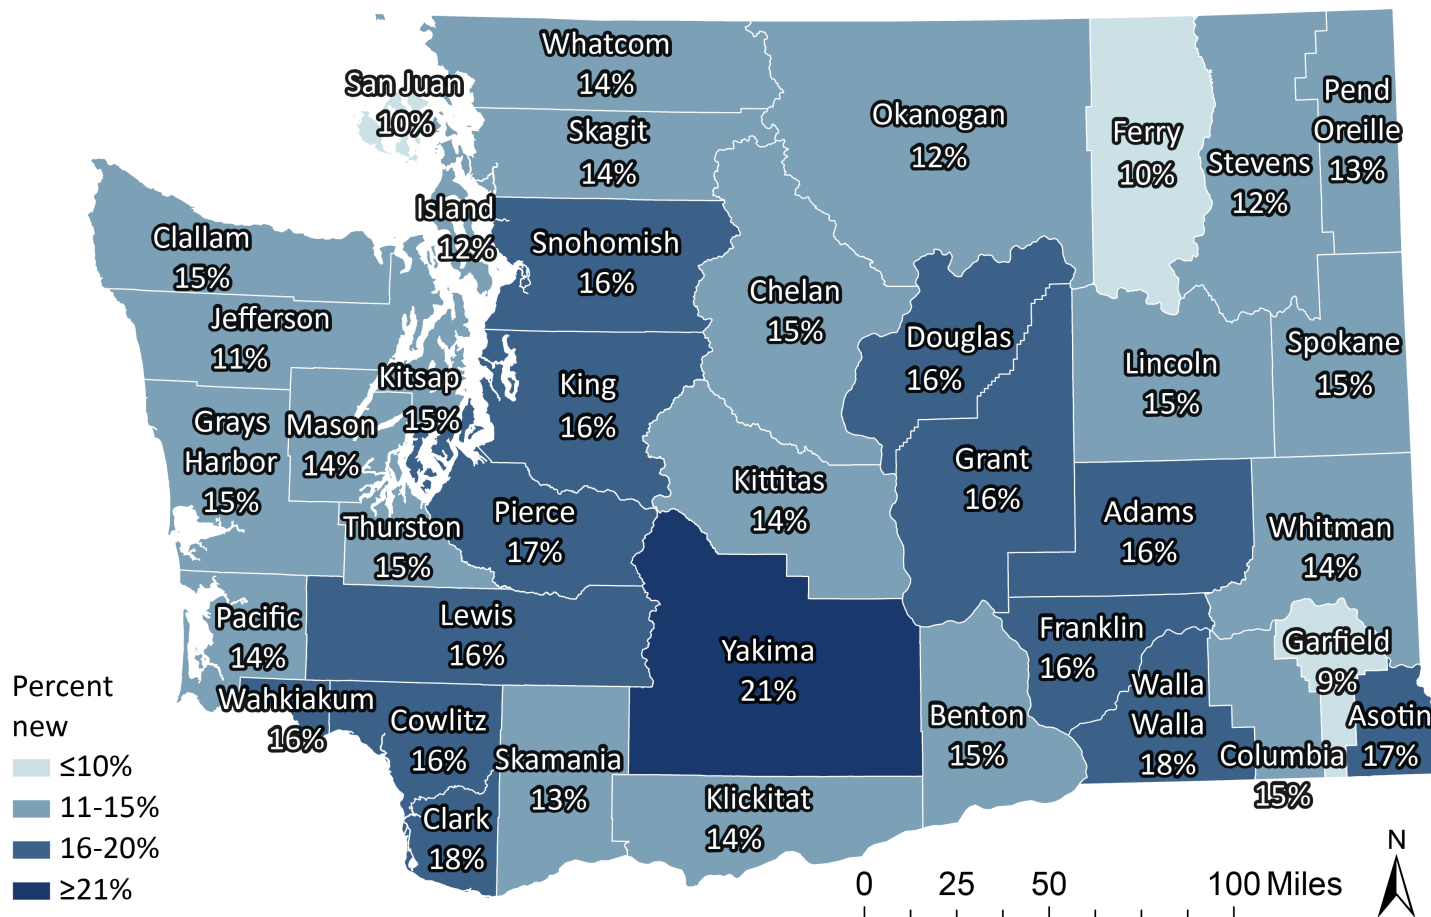 Whatcom
14%
San Juan
10%
Skagit
14%
Okanogan
12%
Ferry
10%
Stevens
12%
Pend
Oreille
13%
Island
12%
Clallam
15%
Snohomish
16%
Chelan
15%
Jefferson
11%
Douglas
16%
Lincoln
15%
Spokane
15%
Kitsap
15%
King
16%
Grays
Harbor
15%
Mason
14%
Kittitas
14%
Grant
16%
Thurston
15%
Pierce
17%
Adams
16%
Whitman
14%
Pacific
14%
Lewis
16%
Yakima
21%
Franklin
16%
Garfield
9%
Wahkiakum
16%
Cowlitz
16%
Skamania
13%
Benton
15%
Walla
Walla
18%
Columbia
15%
Asotin
17%
Clark
18%
Klickitat
14%
Percent
new
≤10%
11-15%
16-20%
≥21%
N
0 25 50 100 Miles